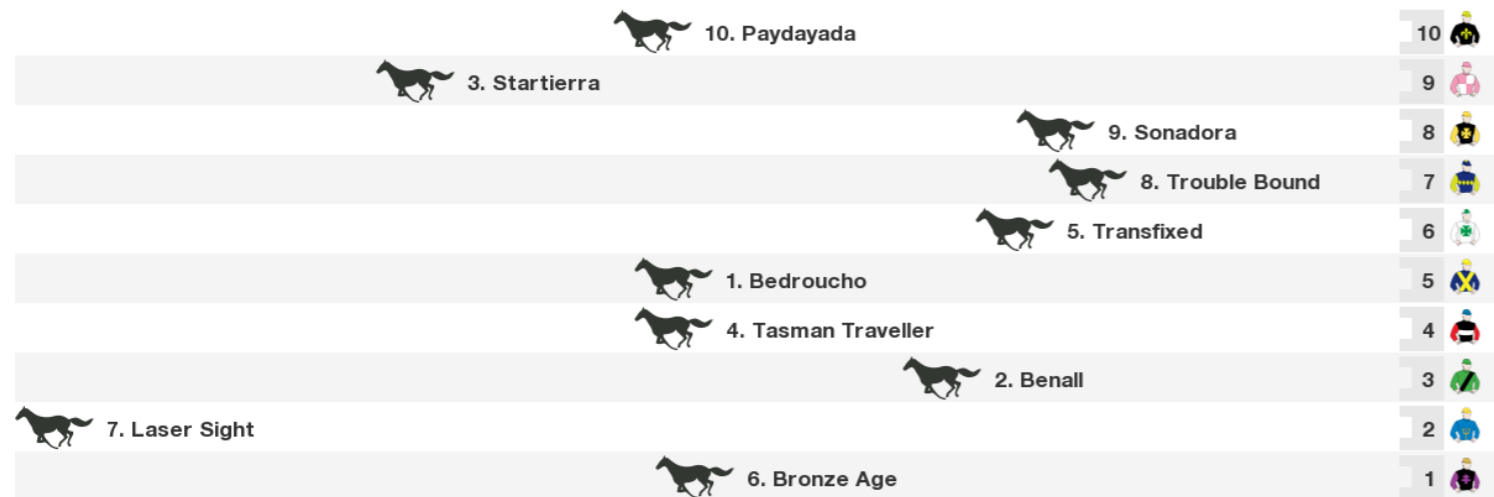 10. Paydayada 10
3. Startierra 9
9. Sonadora 8
8. Trouble Bound 7
5. Transfixed 6
1. Bedroucho 5
4. Tasman Traveller 4
2. Benall 3
7. Laser Sight 2
6. Bronze Age 1